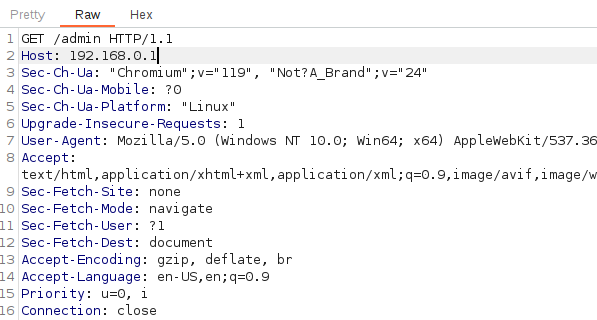 Pretty Raw Hex
1 GET /admin HTTP/1.1
2 Host: 192.168.0.1
3 Sec-Ch-Ua: "Chromium";v="119", "Not?A_Brand";v="24"
4 Sec-Ch-Ua-Mobile: ?0
5 Sec-Ch-Ua-Platform: "Linux"
6 Upgrade-Insecure-Requests: 1
7 User-Agent: Mozilla/5.0 (Windows NT 10.0; Win64; x64) AppleWebKit/537.36
8 Accept:
text/html,application/xhtml+xml,application/xml;q=0.9,image/avif,image/w
9 Sec-Fetch-Site: none
10 Sec-Fetch-Mode: navigate
11 Sec-Fetch-User: ?1
12 Sec-Fetch-Dest: document
13 Accept-Encoding: gzip, deflate, br
14 Accept-Language: en-US,en;q=0.9
15 Priority: u=0, i
16 Connection: close